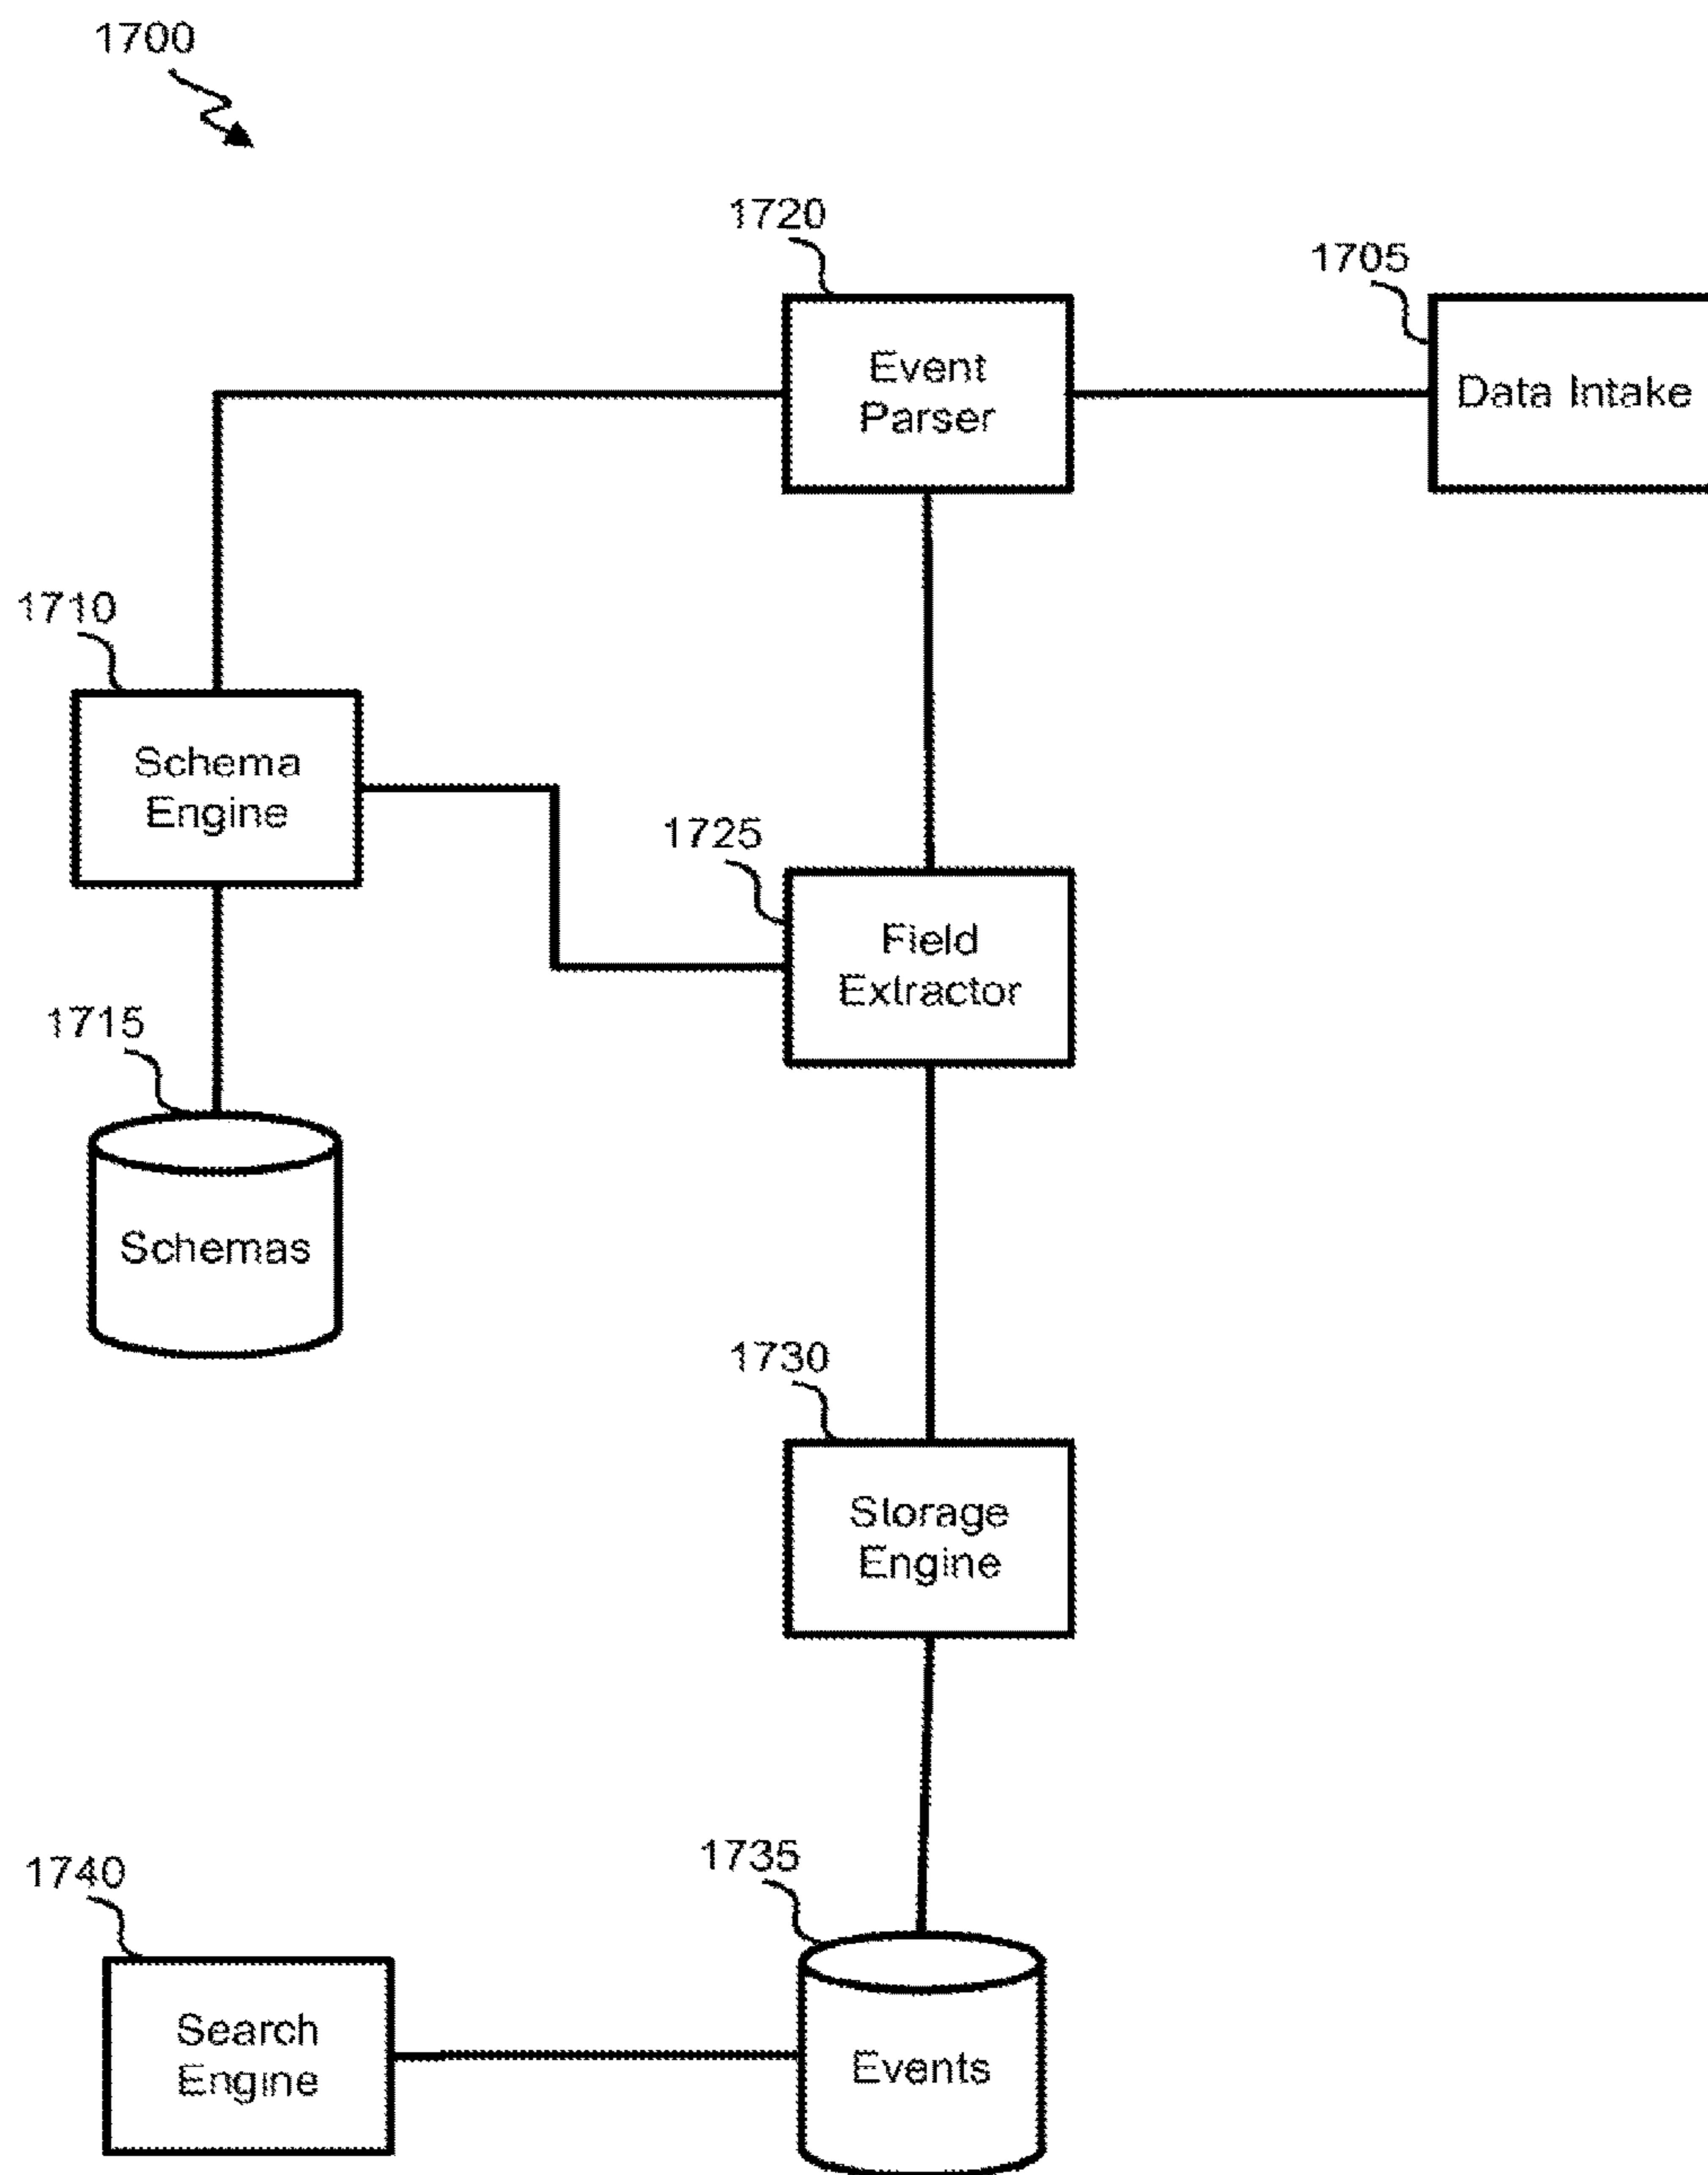 1700
1720
1705
Event
Parser
Data Intake
1710
Schema
Engine
1725
Field
Extractor
1715
Schemas
1730
Storage
Engine
1740
1735
Search
Engine
Events